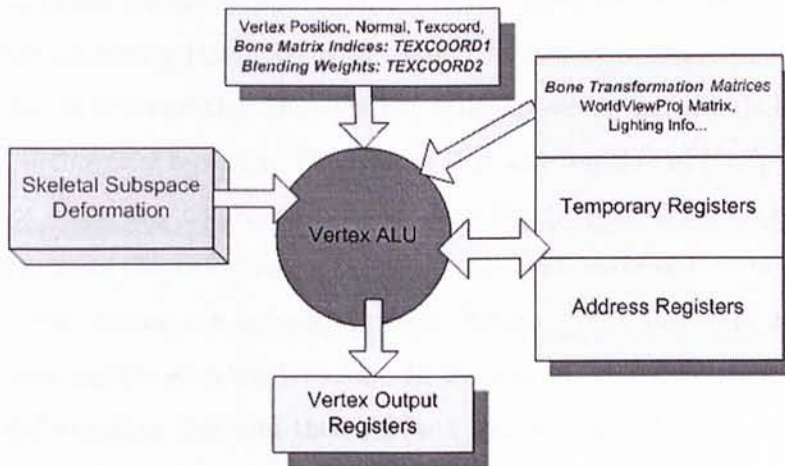 Vertex Position, Normal, Texcoord,
Bone Matrix Indices: TEXCOORD1
Blending Weights: TEXCOORD2
Bone Transformation Matrices
WorldViewProj Matrix,
Lighting Info...
Skeletal Subspace
Deformation
Vertex ALU
Temporary Registers
Address Registers
Vertex Output
Registers